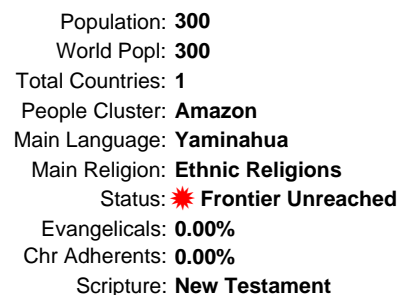 Population: 300
World Popl: 300
Total Countries: 1
People Cluster: Amazon
Main Language: Yaminahua
Main Religion: Ethnic Religions
Status: Frontier Unreached
Evangelicals: 0.00%
Chr Adherents: 0.00%
Scripture: New Testament